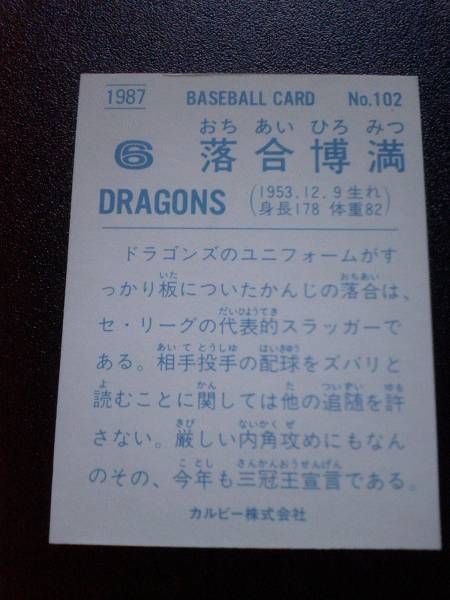 1987 BASEBALL CARD No.102
おち あい ひろ みつ
6 落合博満
DRAGONS (1953.12.9生れ
身長178 体重82)
ドラゴンズのユニフォームがす
いた おちあい
っかり板についたかんじの落合は、
だいひょうてき
セ・リーグの代表的スラッガーで
あいてとうしゅ はいきゅう
ある。相手投手の配球をズバリと
よ かん た ついずい ゆる
読むことに関しては他の追随を許
きび ないかくぜ
さない。厳しい内角攻めにもなん
ことし さんかんおうせんげん
のその、今年も三冠王宣言である。
カルビー株式会社